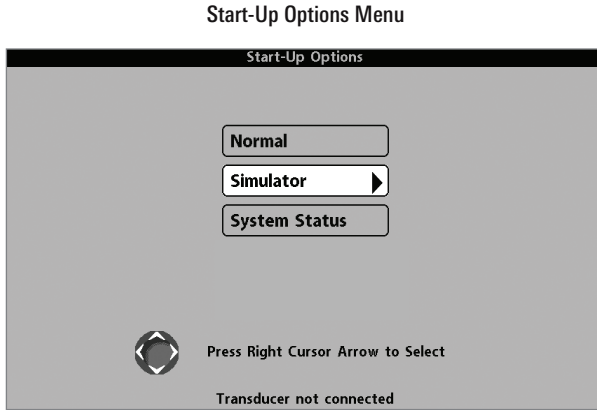 Start-Up Options Menu
Start-Up Options
Normal
Simulator
System Status
Press Right Cursor Arrow to Select
Transducer not connected